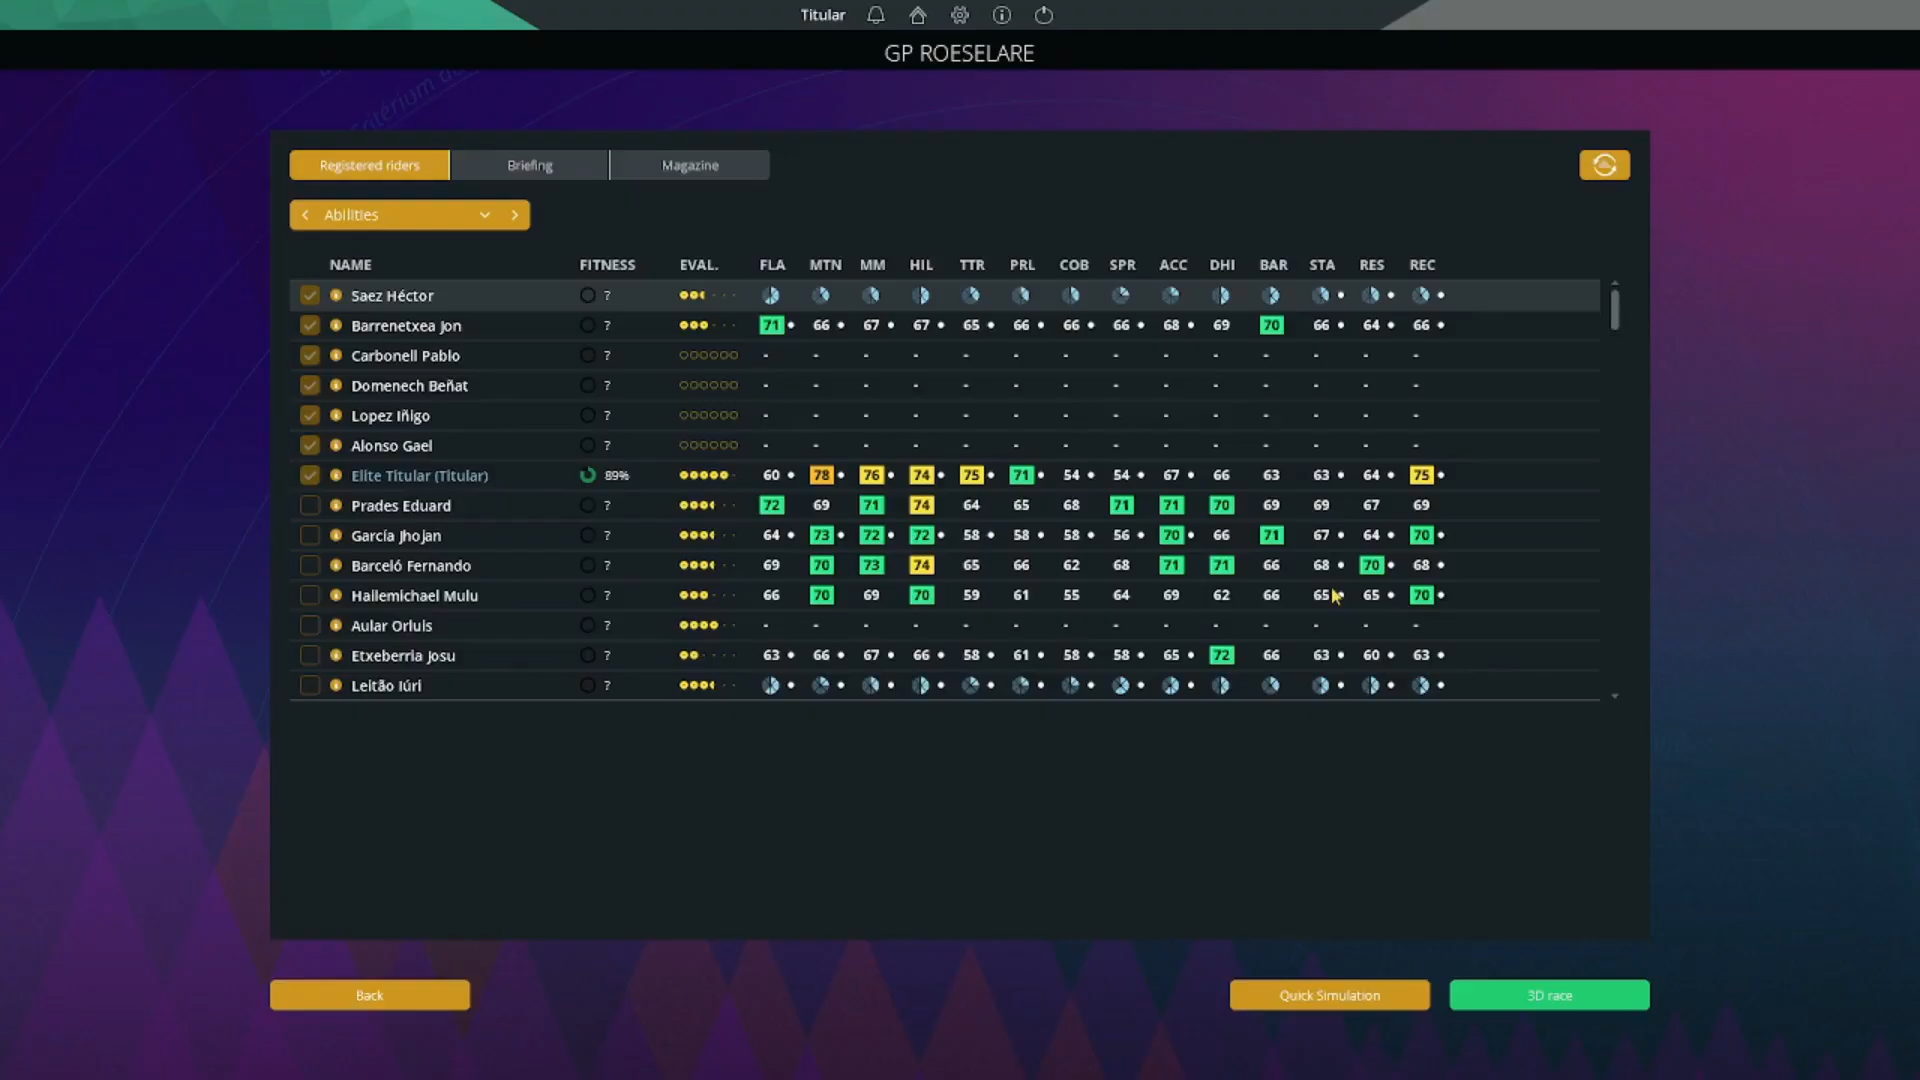 Titular
GP ROESELARE
Critérium d
Registered riders Briefing Magazine
Abilities
NAME FITNESS EVAL. FLA MTN MM HIL TTR PRL COB SPR ACC DHI BAR STA RES REC
Saez Héctor ?
Barrenetxea Jon ? 71 66 67 67 65 66 66 66 68 69 70 66 64 66
Carbonell Pablo ? - - - - - - - - - - - - - -
Domenech Beñat ? - - - - - - - - - - - - - -
Lopez Iñigo ? - - - - - - - - - - - - - -
Alonso Gael ? - - - - - - - - - - - - - -
Elite Titular (Titular) 89% 60 78 76 74 75 71 54 54 67 66 63 63 64 75
Prades Eduard ? 72 69 71 74 64 65 68 71 71 70 69 69 67 69
García Jhojan ? 64 73 72 72 58 58 58 56 70 66 71 67 64 70
Barceló Fernando ? 69 70 73 74 65 66 62 68 71 71 66 68 70 68
Hailemichael Mulu ? 66 70 69 70 59 61 55 64 69 62 66 65 65 70
Aular Orluis ? - - - - - - - - - - - - - -
Etxeberria Josu ? 63 66 67 66 58 61 58 58 65 72 66 63 60 63
Leitão Iúri ?
Back Quick Simulation 3D race